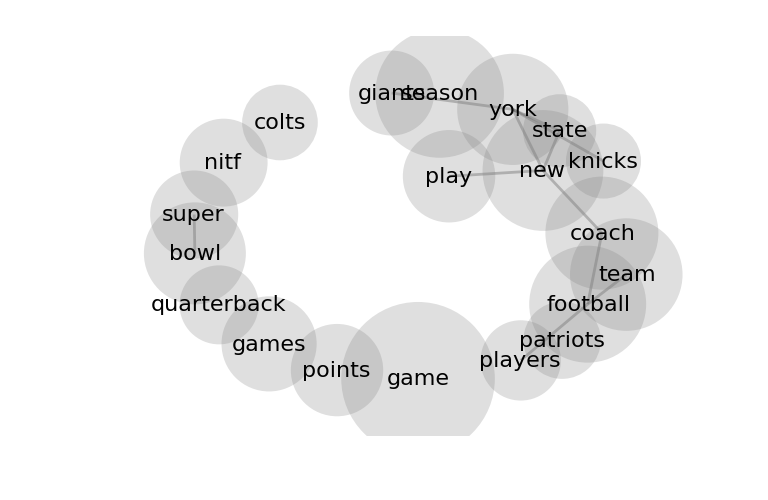 giants
season
york
colts
state
nitf
knicks
new
play
super
coach
bowl
team
quarterback
football
patriots
games
players
points
game